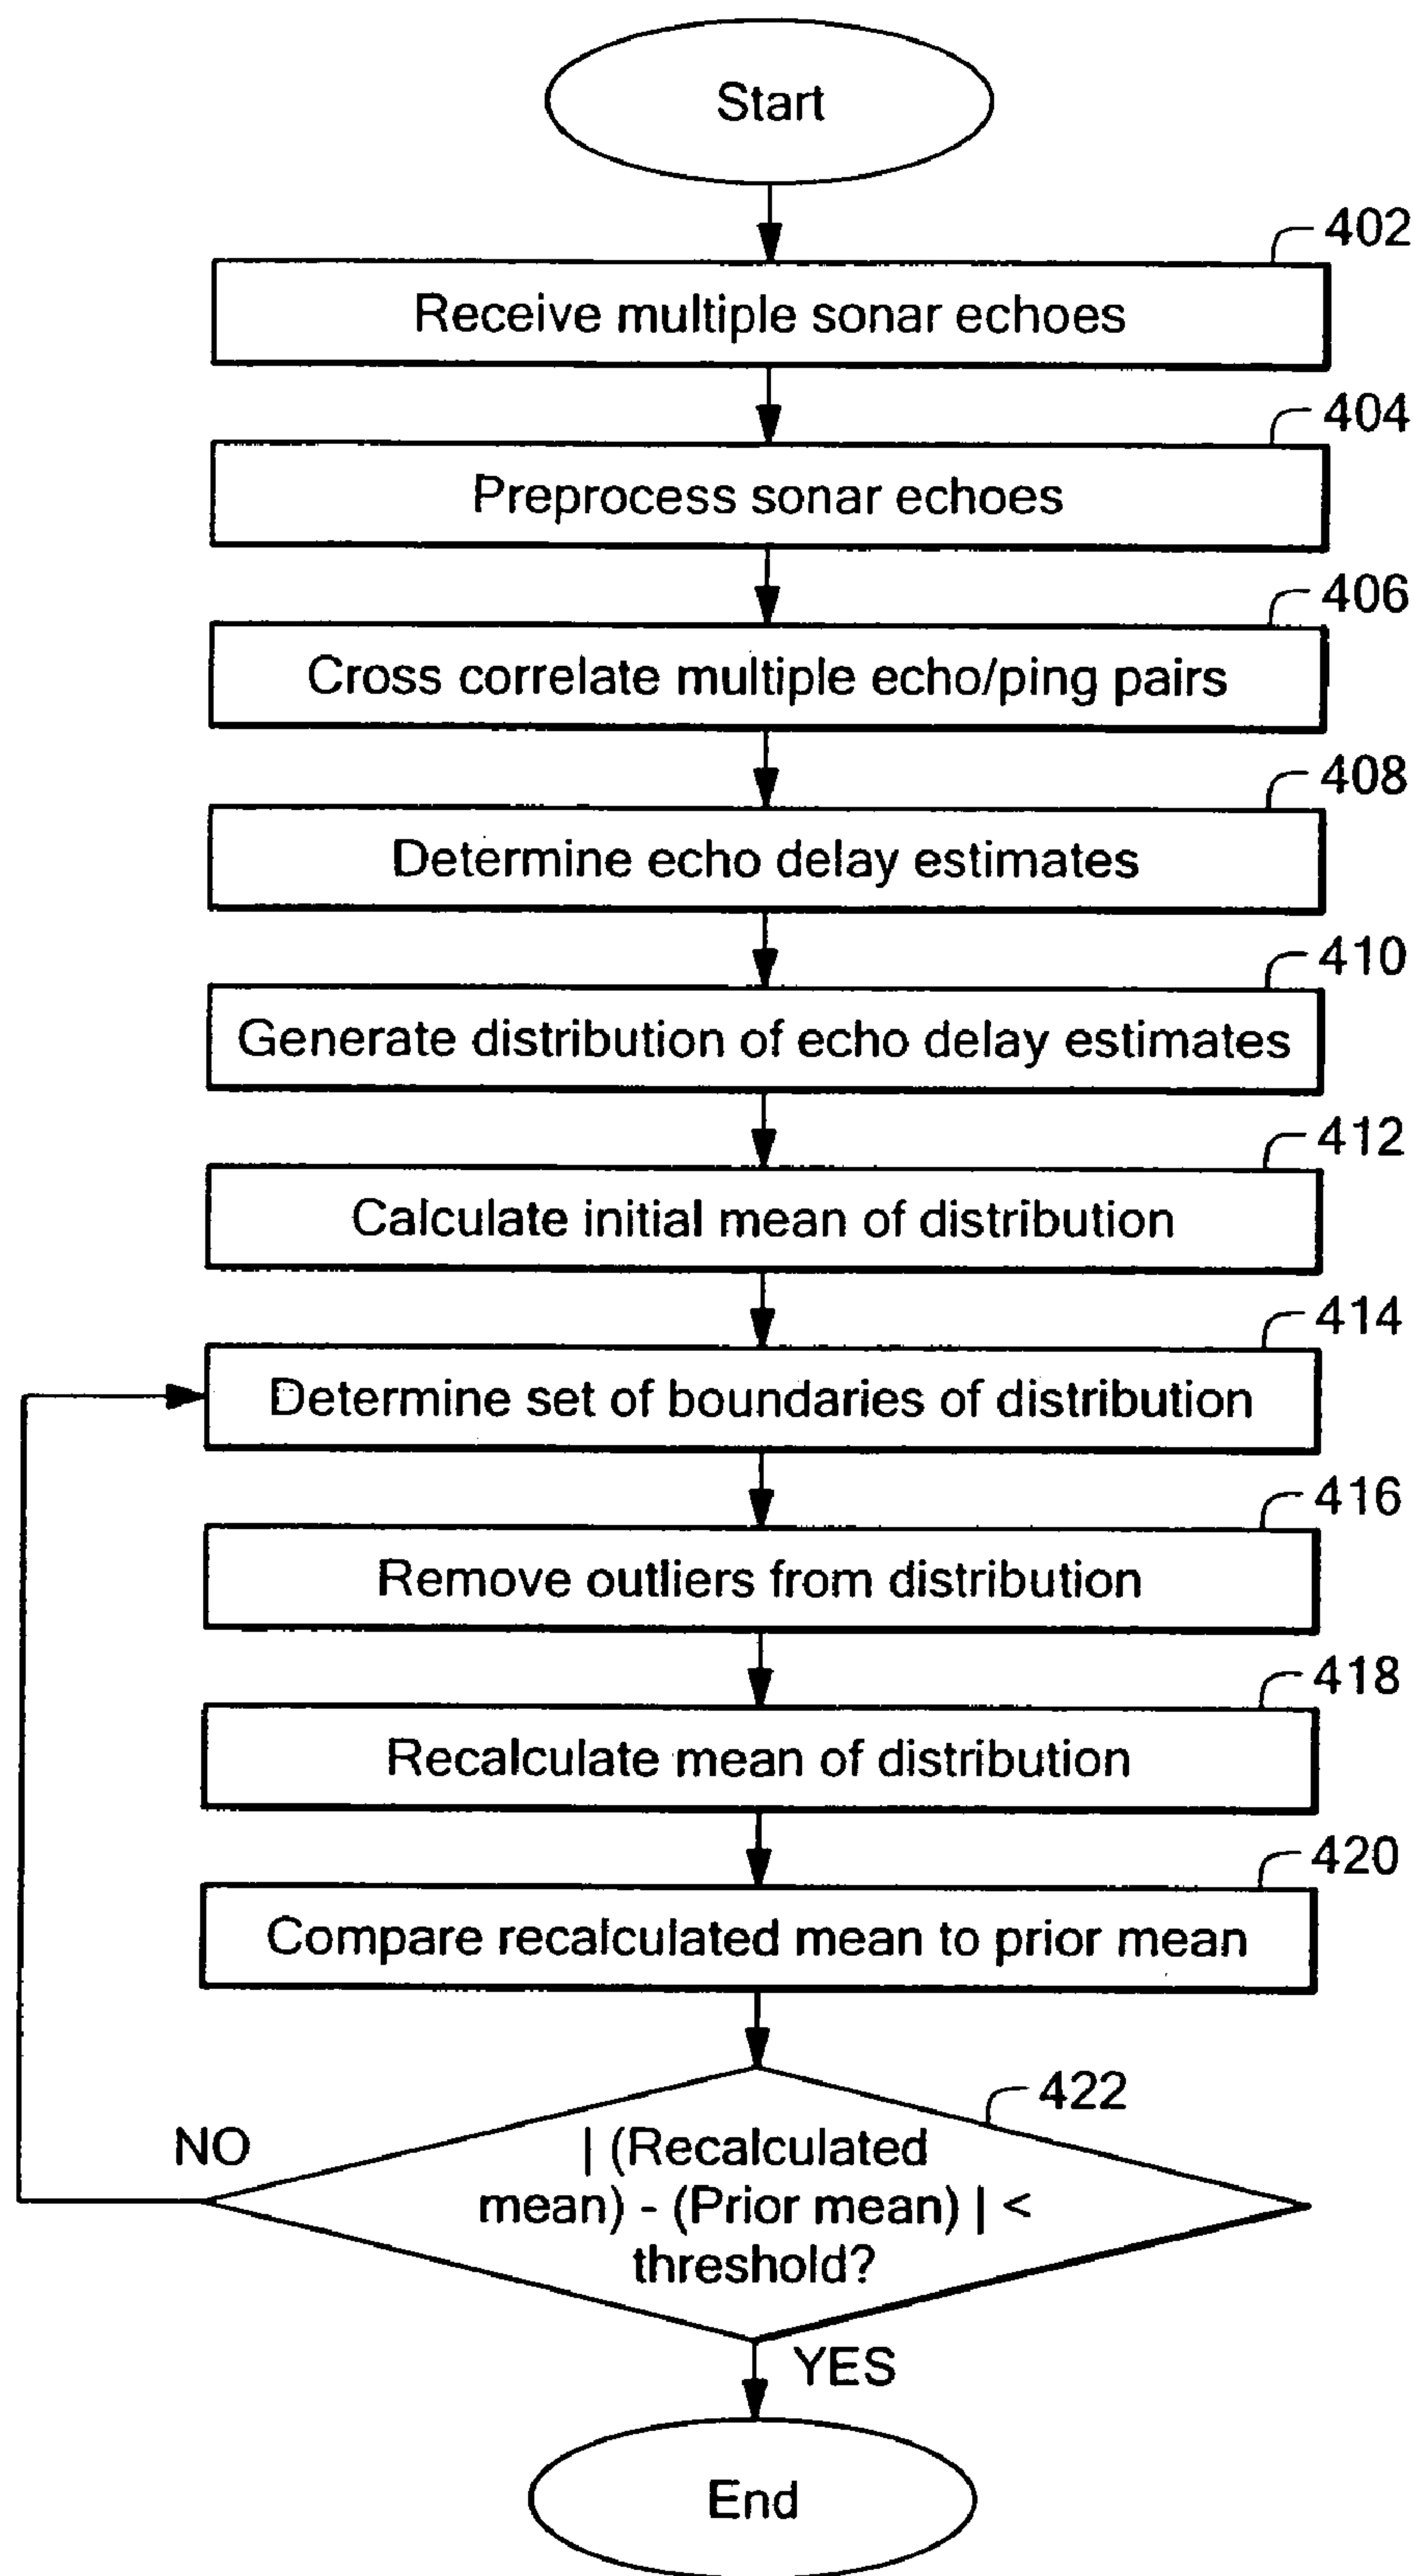 Start
402
Receive multiple sonar echoes
404
Preprocess sonar echoes
406
Cross correlate multiple echo/ping pairs
408
Determine echo delay estimates
410
Generate distribution of echo delay estimates
412
Calculate initial mean of distribution
414
Determine set of boundaries of distribution
416
Remove outliers from distribution
418
Recalculate mean of distribution
420
Compare recalculated mean to prior mean
422
NO
| (Recalculated
mean) - (Prior mean) | <
threshold?
YES
End